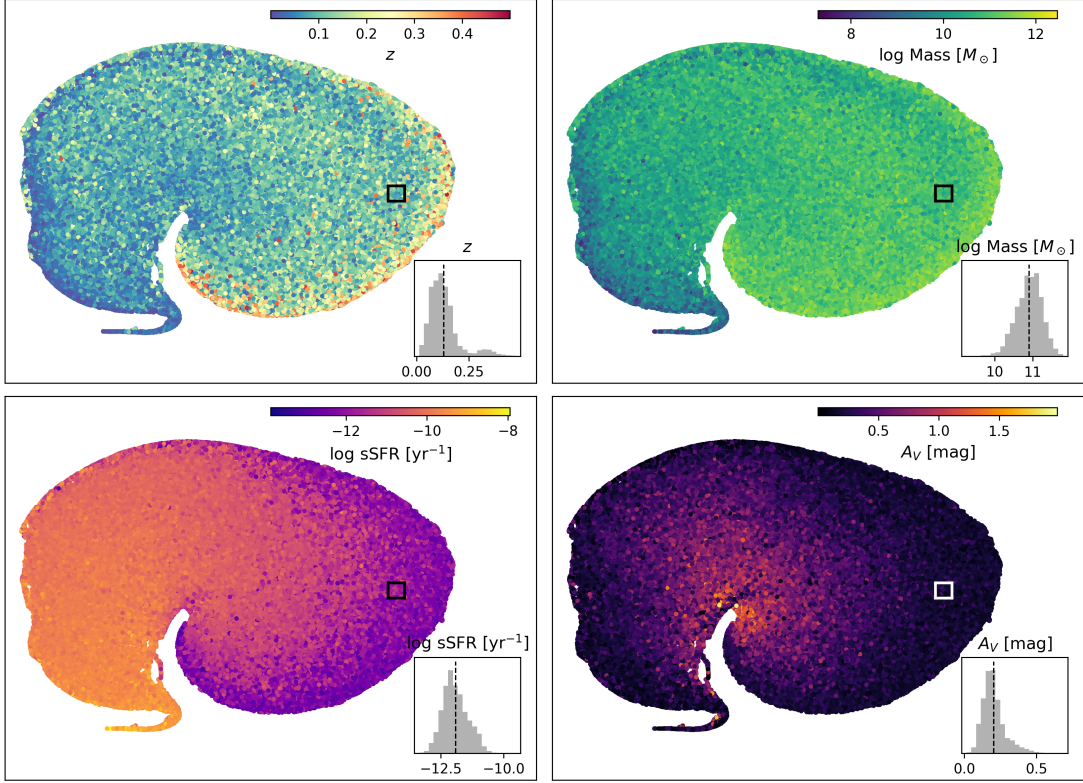 0.1 0.2 0.3 0.4
z
z
0.00 0.25
8 10 12
log Mass [M⊙]
log Mass [M⊙]
10 11
−12 −10 −8
log sSFR [yr⁻¹]
log sSFR [yr⁻¹]
−12.5 −10.0
0.5 1.0 1.5
A_V [mag]
A_V [mag]
0.0 0.5